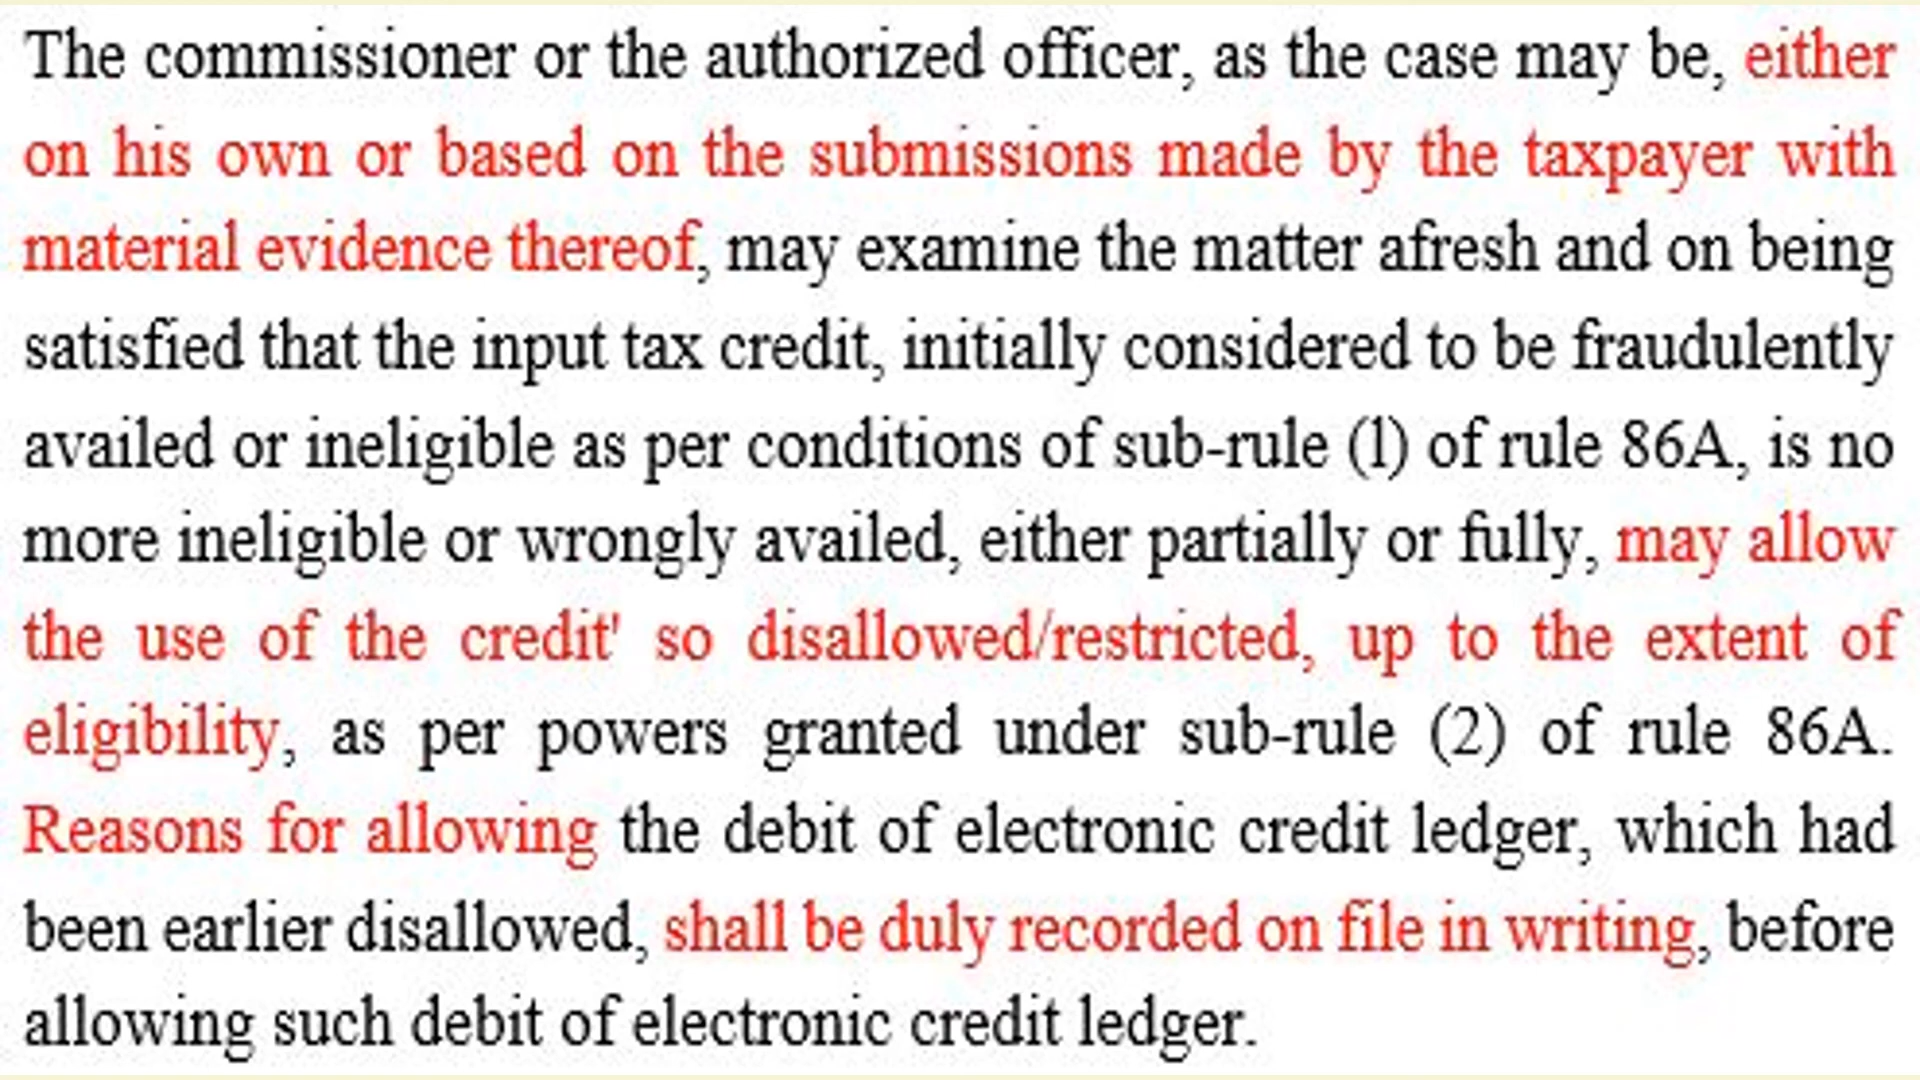 The commissioner or the authorized officer, as the case may be, either
on his own or based on the submissions made by the taxpayer with
material evidence thereof, may examine the matter afresh and on being
satisfied that the input tax credit, initially considered to be fraudulently
availed or ineligible as per conditions of sub-rule (l) of rule 86A, is no
more ineligible or wrongly availed, either partially or fully, may allow
the use of the credit' so disallowed/restricted, up to the extent of
eligibility, as per powers granted under sub-rule (2) of rule 86A.
Reasons for allowing the debit of electronic credit ledger, which had
been earlier disallowed, shall be duly recorded on file in writing, before
allowing such debit of electronic credit ledger.